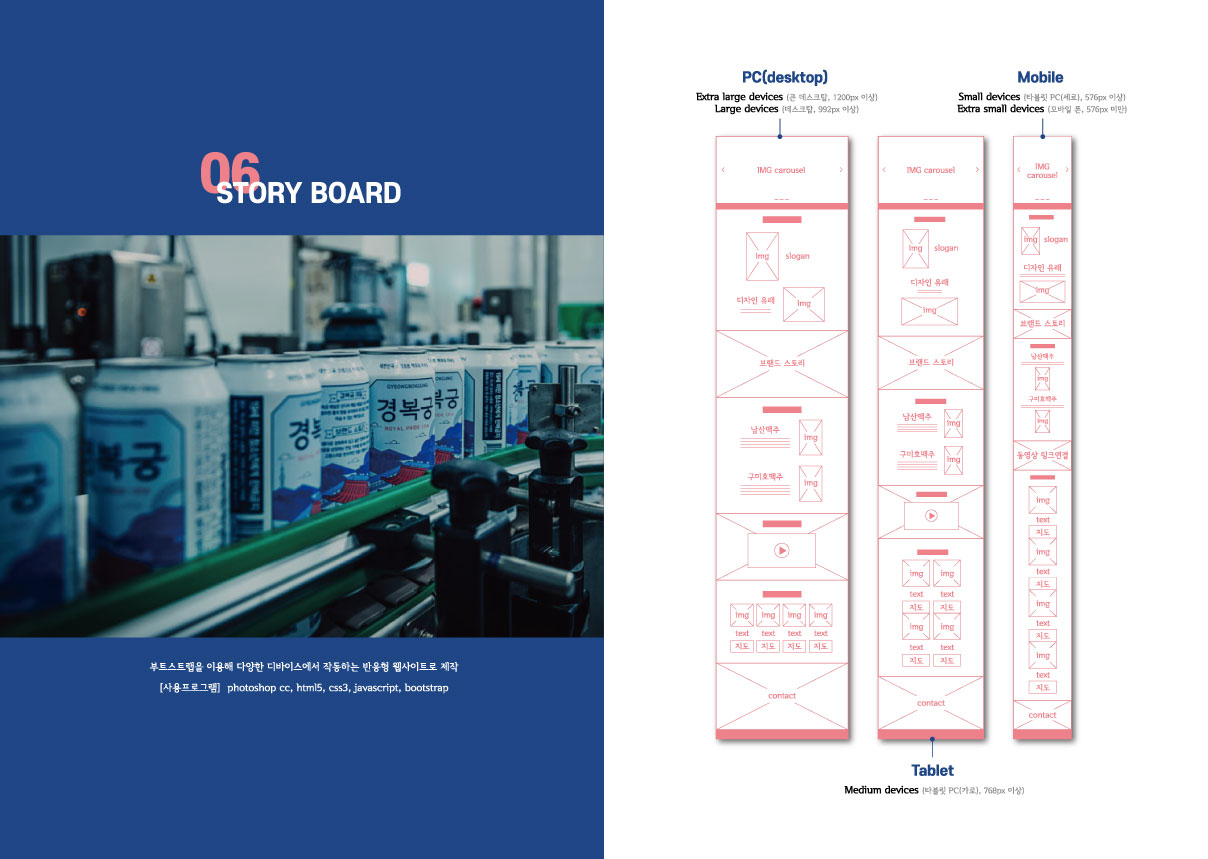 06
STORY BOARD
GYEONGBOKGUNG
경복궁
ROYAL PALE ALE
부트스트랩을 이용해 다양한 디바이스에서 작동하는 반응형 웹사이트로 제작
[사용프로그램] photoshop cc, html5, css3, javascript, bootstrap
PC(desktop)
Extra large devices (큰 데스크탑, 1200px 이상)
Large devices (데스크탑, 992px 이상)
IMG carousel
img
slogan
디자인 유래
img
브랜드 스토리
남산맥주
img
구미호맥주
img
img img img img
text text text text
지도 지도 지도 지도
contact
IMG carousel
img
slogan
디자인 유래
img
브랜드 스토리
남산맥주
img
구미호맥주
img
img img
text text
지도 지도
img img
text text
지도 지도
contact
Tablet
Medium devices (타블릿 PC(가로), 768px 이상)
Mobile
Small devices (타블릿 PC(세로), 576px 이상)
Extra small devices (모바일 폰, 576px 미만)
IMG
carousel
img
slogan
디자인 유래
img
브랜드 스토리
남산맥주
img
구미호맥주
img
동영상 링크연결
img
text
지도
img
text
지도
img
text
지도
img
text
지도
contact